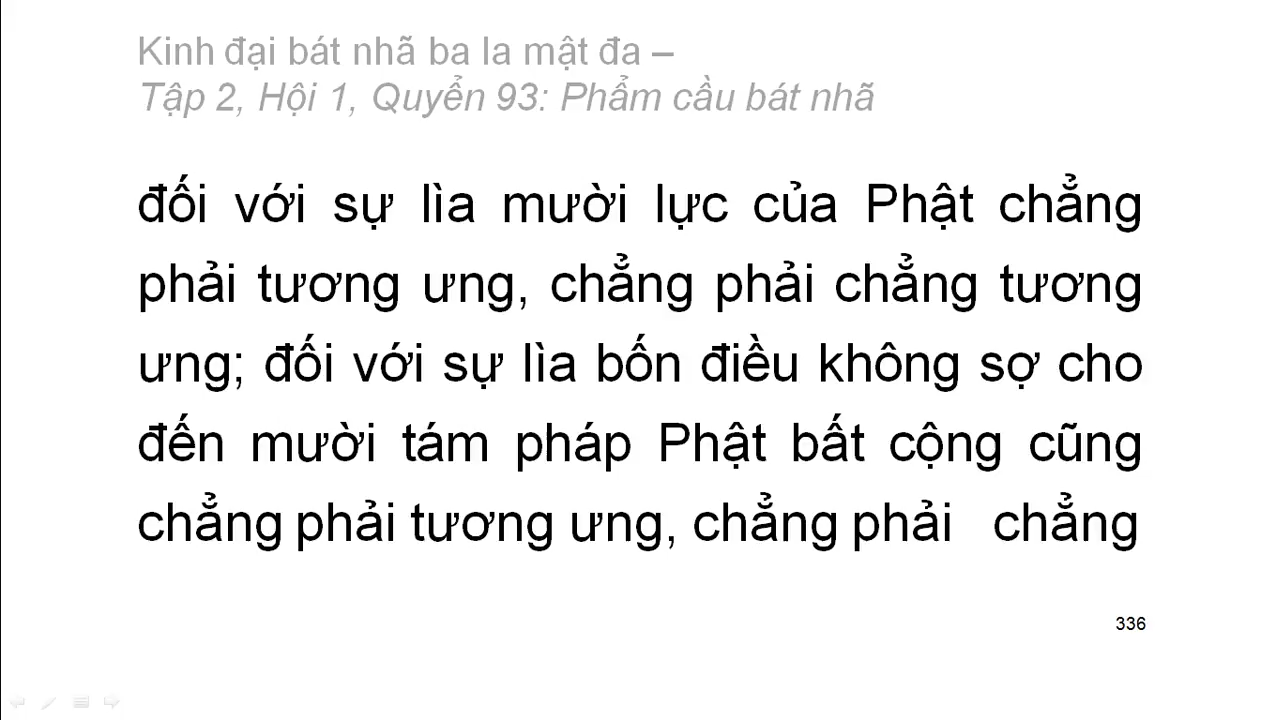 Kinh đại bát nhã ba la mật đa –
Tập 2, Hội 1, Quyển 93: Phẩm cầu bát nhã
đối với sự lìa mười lực của Phật chẳng
phải tương ưng, chẳng phải chẳng tương
ưng; đối với sự lìa bốn điều không sợ cho
đến mười tám pháp Phật bất cộng cũng
chẳng phải tương ưng, chẳng phải chẳng
336